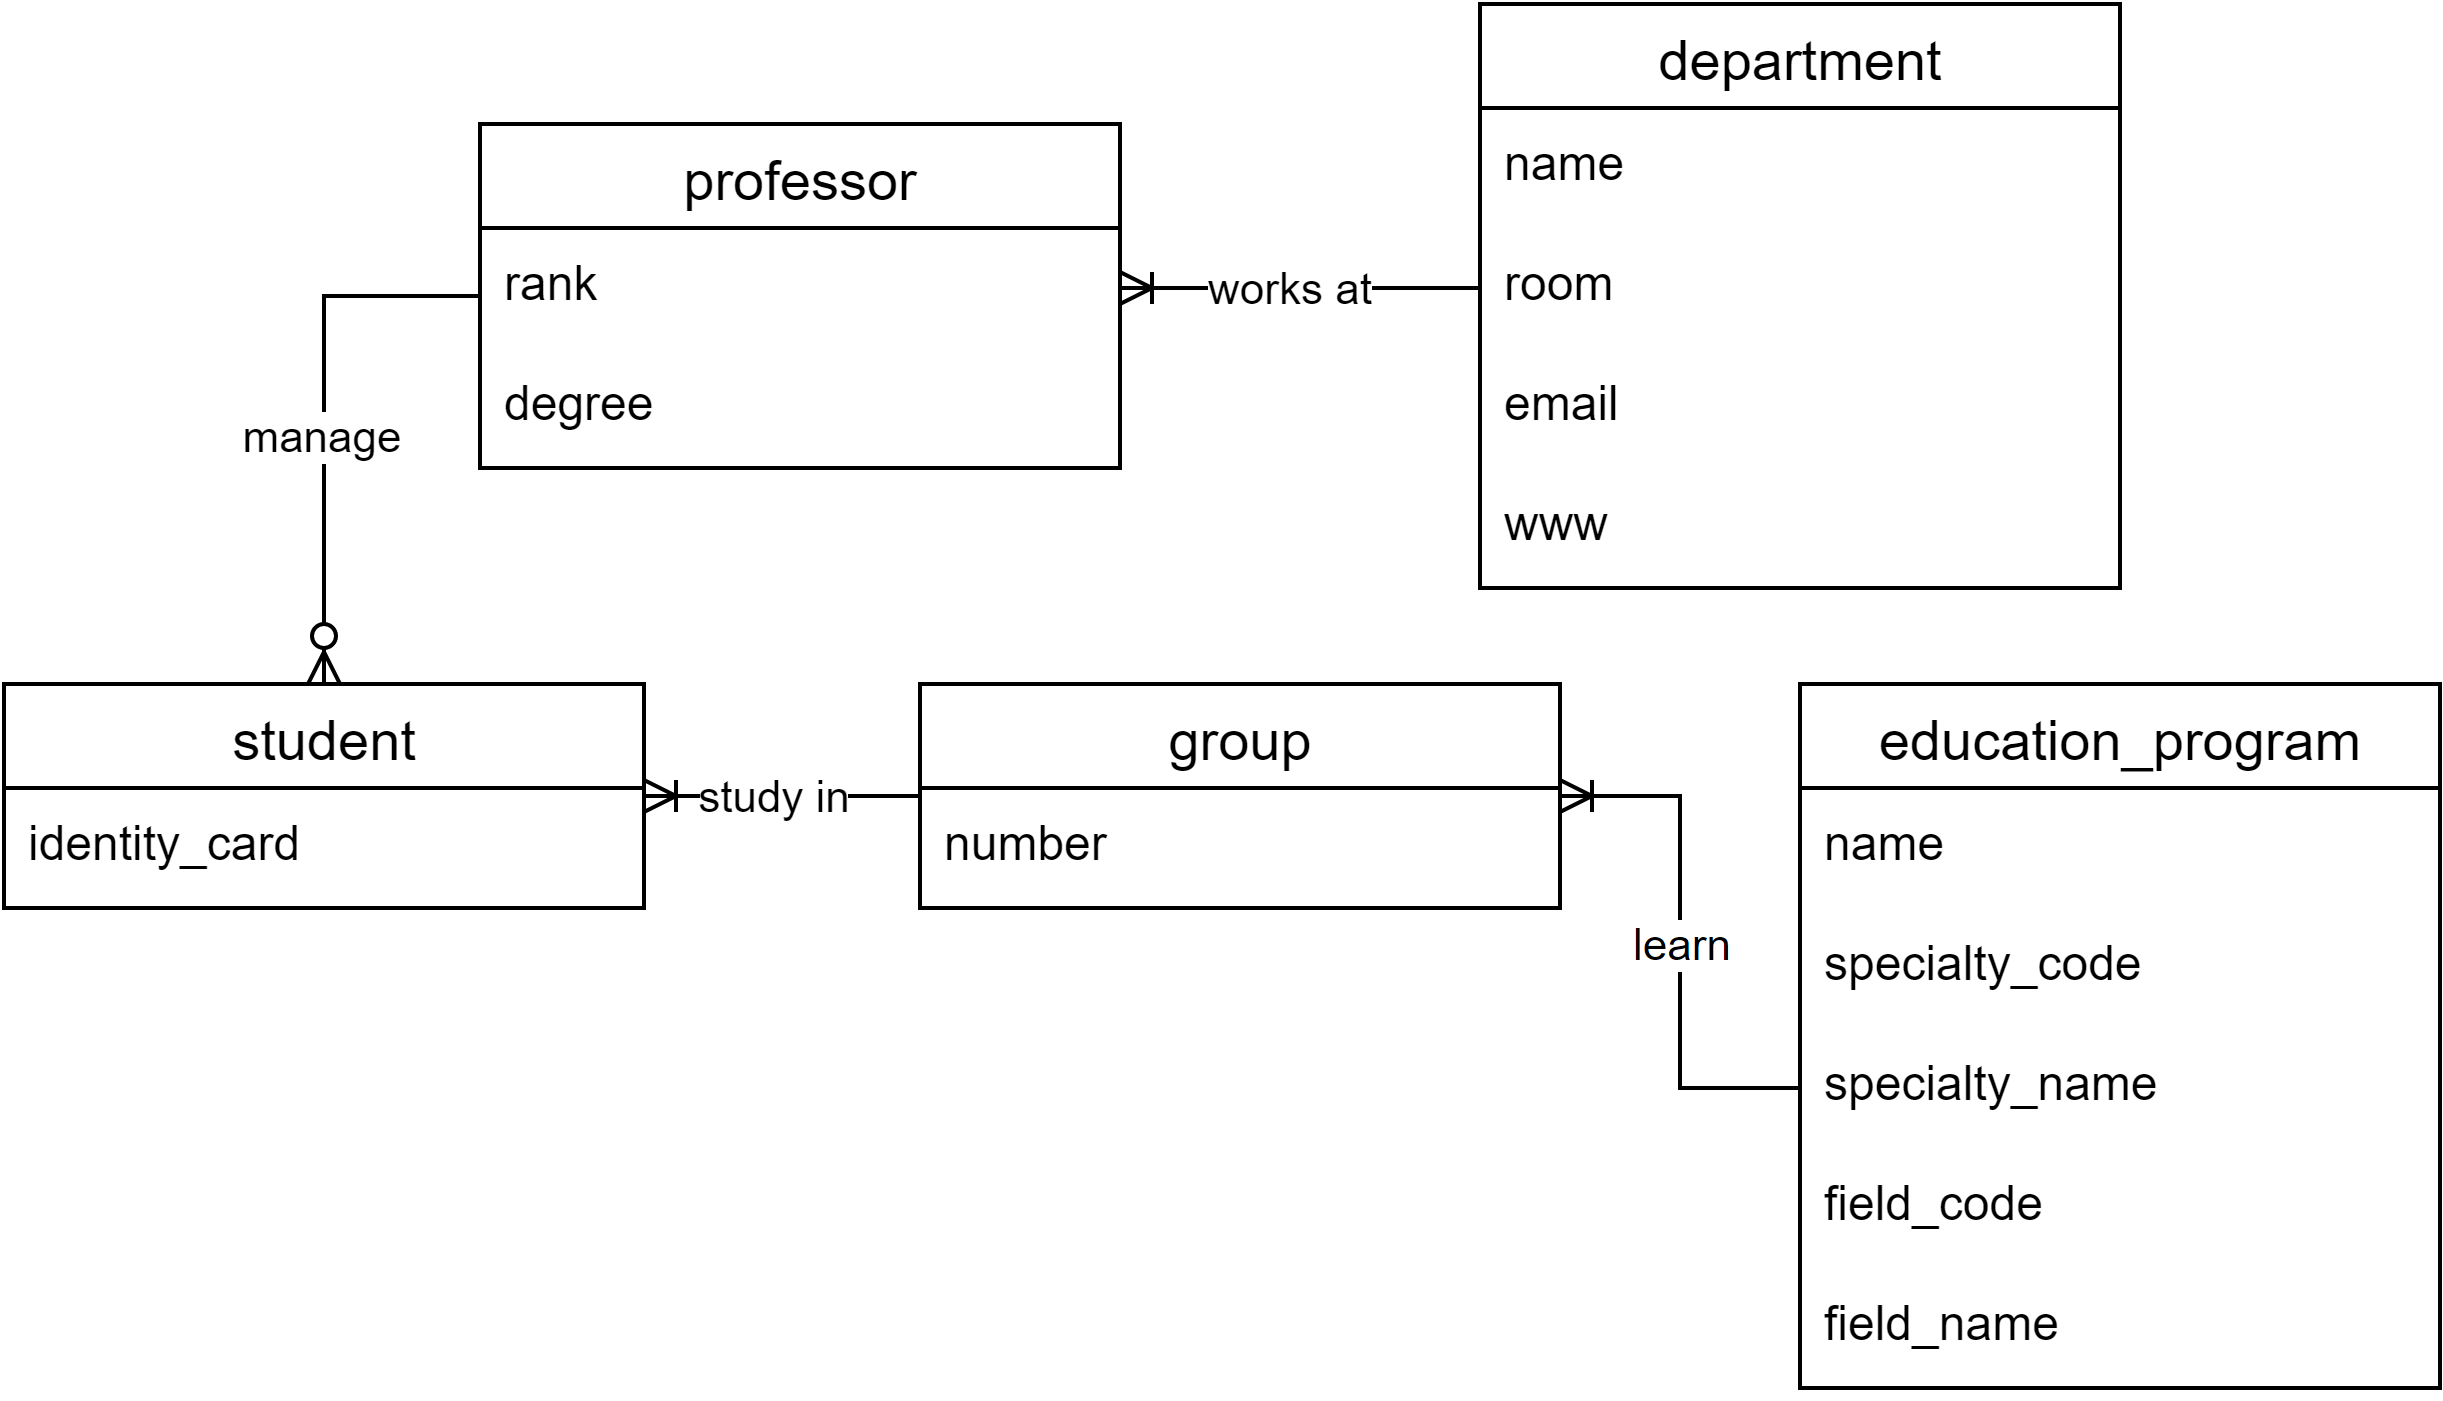 department
name
room
email
www
professor
rank
degree
works at
manage
student
identity_card
study in
group
number
learn
education_program
name
specialty_code
specialty_name
field_code
field_name